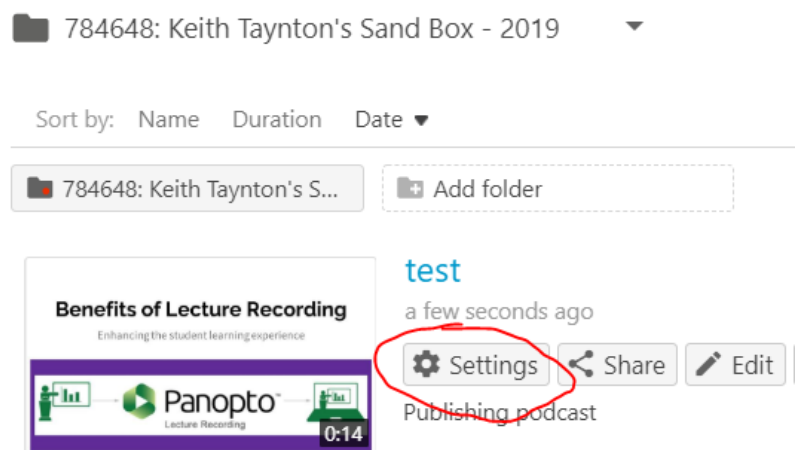 784648: Keith Taynton's Sand Box - 2019
Sort by: Name Duration Date
784648: Keith Taynton's S... Add folder
test
a few seconds ago
Settings Share Edit
Publishing podcast
Benefits of Lecture Recording
Enhancing the student learning experience
Panopto
Lecture Recording
0:14